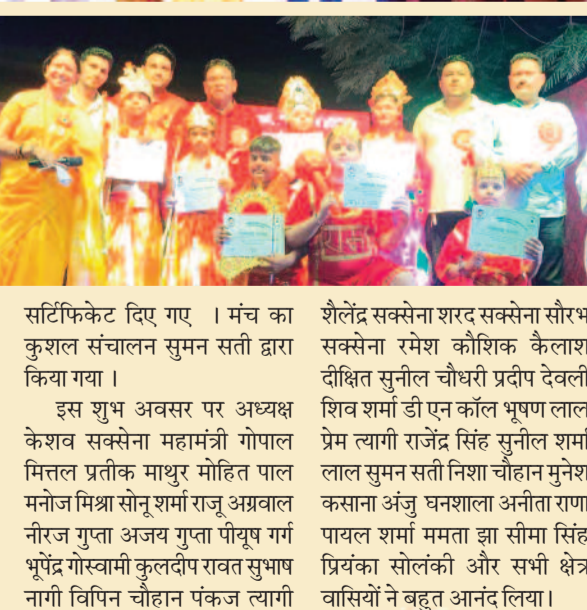 राम
सर्टिफिकेट दिए गए । मंच का
कुशल संचालन सुमन सती द्वारा
किया गया ।
इस शुभ अवसर पर अध्यक्ष
केशव सक्सेना महामंत्री गोपाल
मित्तल प्रतीक माथुर मोहित पाल
मनोज मिश्रा सोनू शर्मा राजू अग्रवाल
नीरज गुप्ता अजय गुप्ता पीयूष गर्ग
भूपेंद्र गोस्वामी कुलदीप रावत सुभाष
नागी विपिन चौहान पंकज त्यागी
शैलेंद्र सक्सेना शरद सक्सेना सौरभ
सक्सेना रमेश कौशिक कैलाश
दीक्षित सुनील चौधरी प्रदीप देवली
शिव शर्मा डी एन कॉल भूषण लाल
प्रेम त्यागी राजेंद्र सिंह सुनील शर्मा
लाल सुमन सती निशा चौहान मुनेश
कसाना अंजु घनशाला अनीता राणा
पायल शर्मा ममता झा सीमा सिंह
प्रियंका सोलंकी और सभी क्षेत्र
वासियों ने बहुत आनंद लिया।